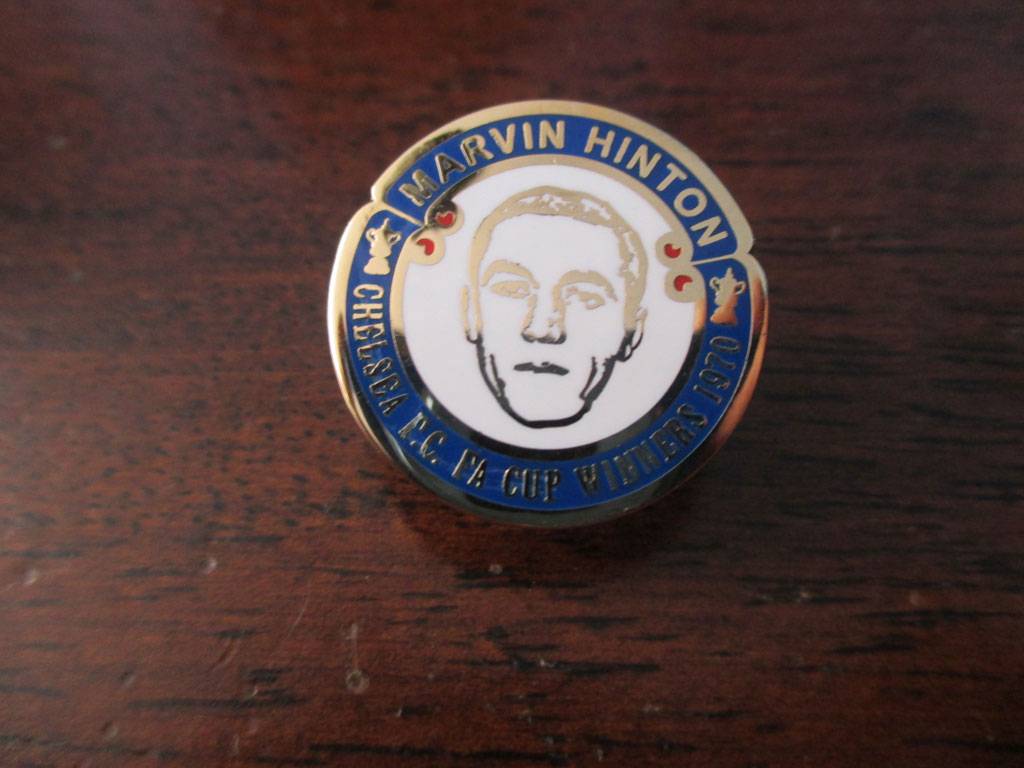 MARVIN HINTON
CHELSEA F.C. FA CUP WINNERS 1970